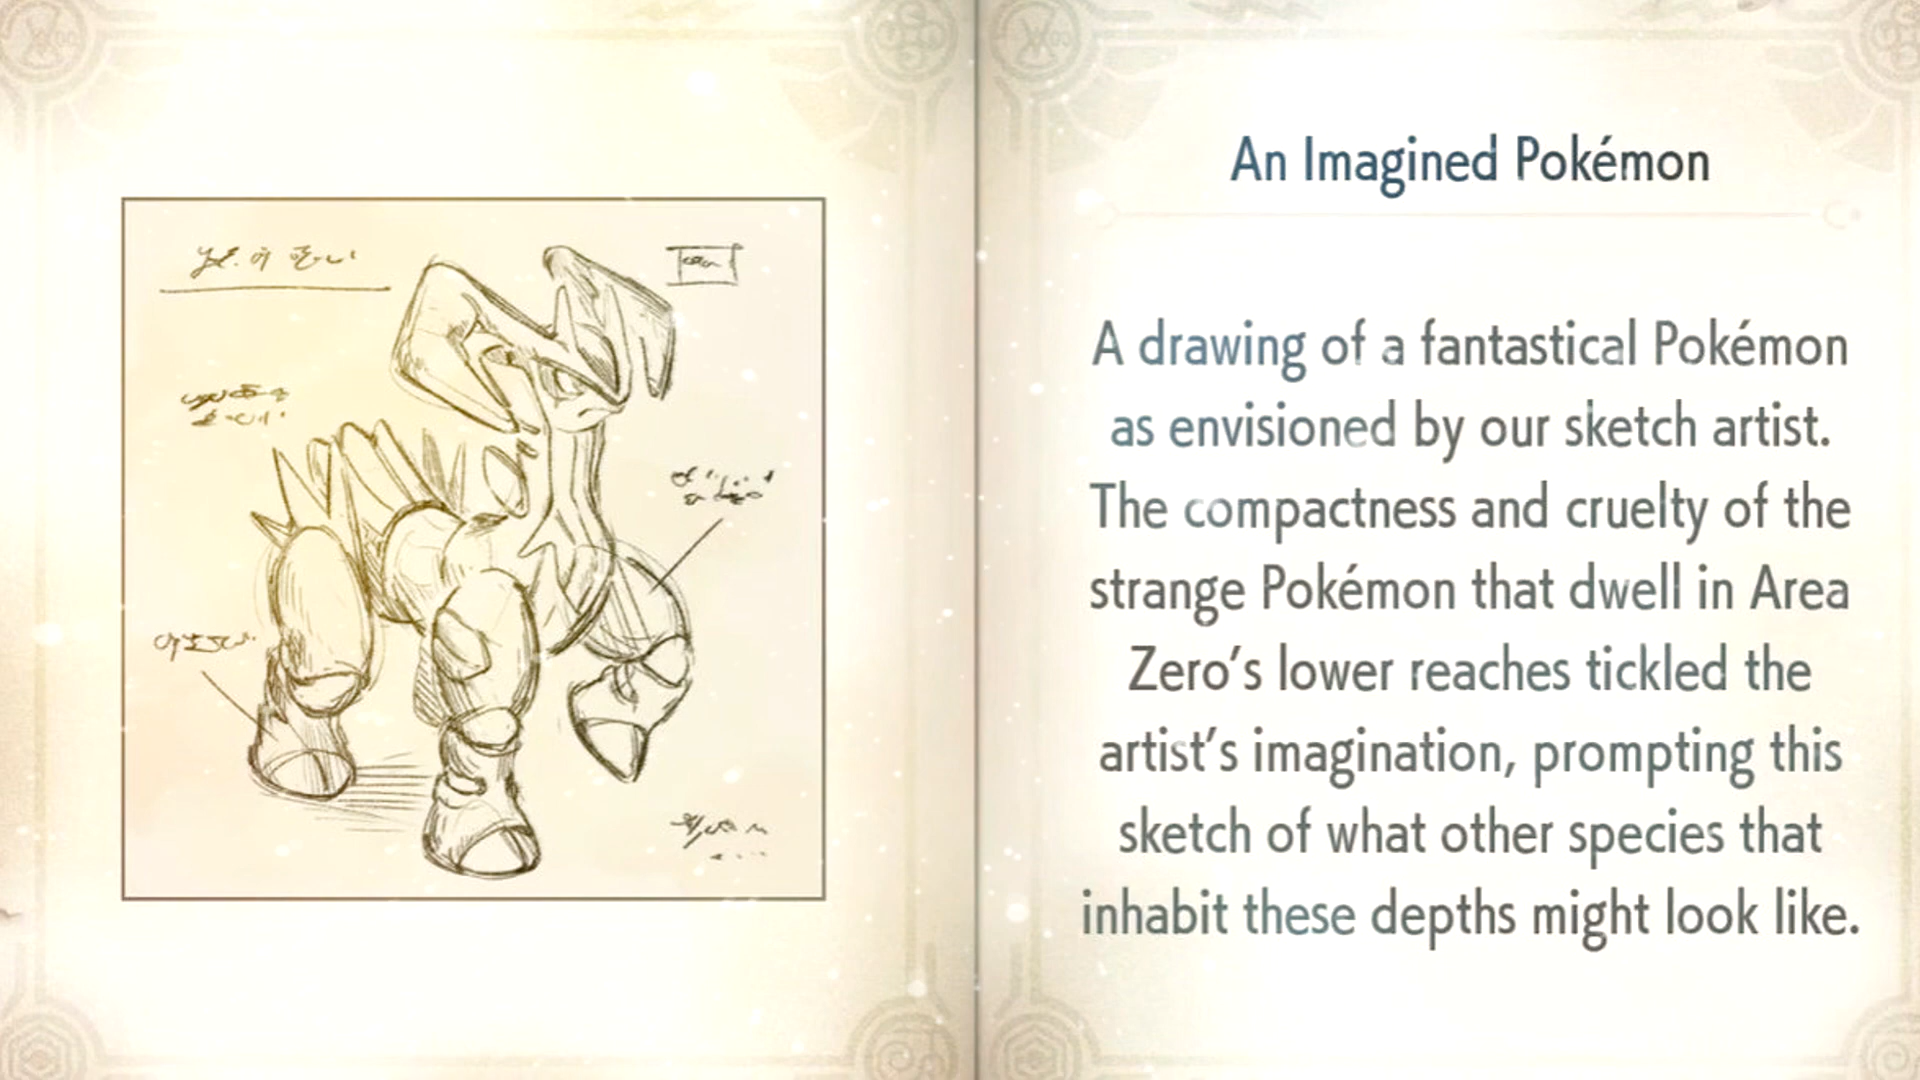 An Imagined Pokémon
A drawing of a fantastical Pokémon
as envisioned by our sketch artist.
The compactness and cruelty of the
strange Pokémon that dwell in Area
Zero's lower reaches tickled the
artist's imagination, prompting this
sketch of what other species that
inhabit these depths might look like.